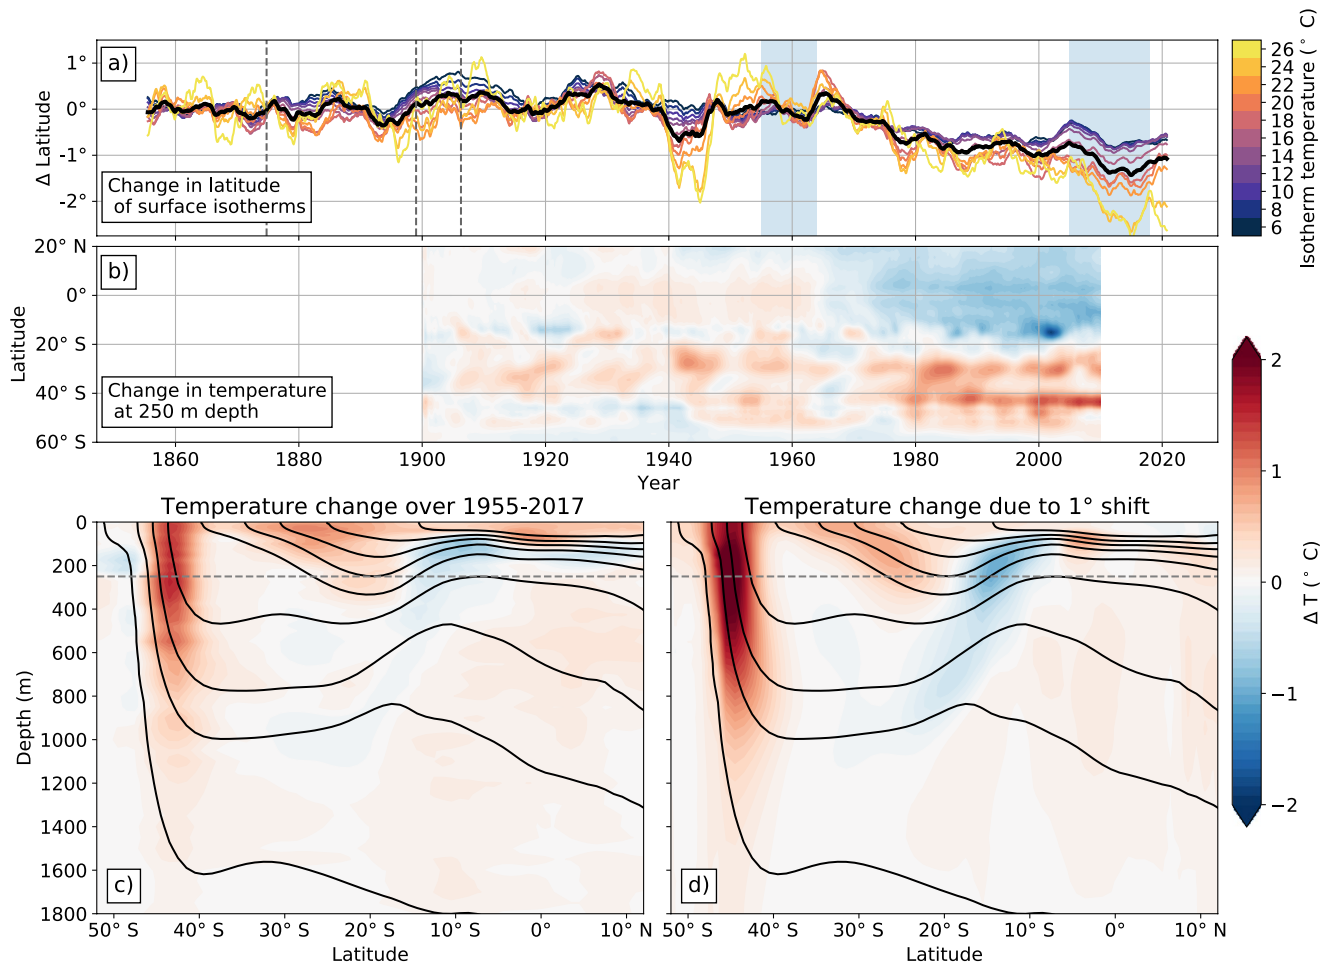 a)
1°
0°
-1°
-2°
Δ Latitude
Change in latitude
of surface isotherms
26
24
22
20
18
16
14
12
10
8
6
Isotherm temperature (° C)
b)
20° N
0°
20° S
40° S
60° S
Latitude
Change in temperature
at 250 m depth
1860 1880 1900 1920 1940 1960 1980 2000 2020
Year
Temperature change over 1955-2017
Temperature change due to 1° shift
0
200
400
600
800
1000
1200
1400
1600
1800
Depth (m)
c)
d)
50° S 40° S 30° S 20° S 10° S 0° 10° N
Latitude
50° S 40° S 30° S 20° S 10° S 0° 10° N
Latitude
2
1
0
−1
−2
Δ T (° C)